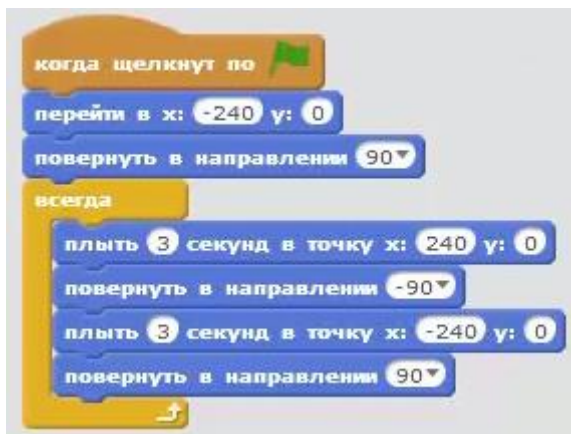 когда щелкнут по
перейти в x: -240 y: 0
повернуть в направлении 90
всегда
плыть 3 секунд в точку x: 240 y: 0
повернуть в направлении -90
плыть 3 секунд в точку x: -240 y: 0
повернуть в направлении 90